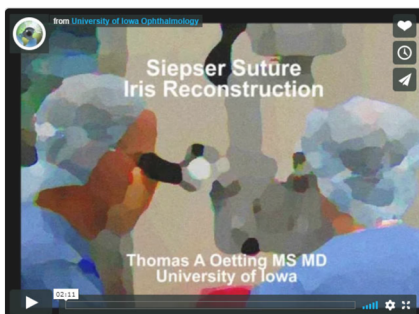 from University of Iowa Ophthalmology
Siepser Suture
Iris Reconstruction
Thomas A Oetting MS MD
University of Iowa
02:11